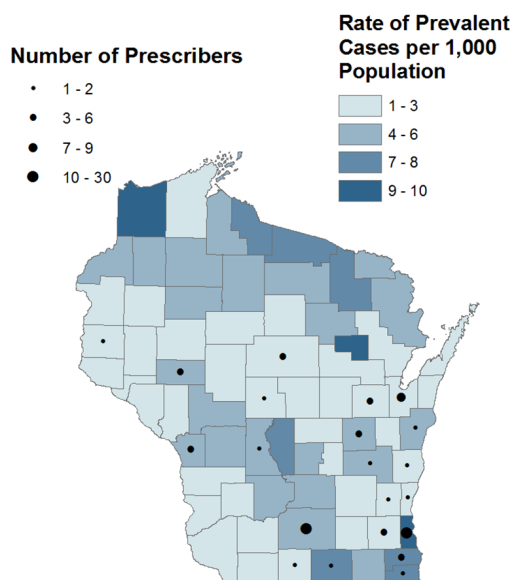 Rate of Prevalent
Cases per 1,000
Population
Number of Prescribers
1 - 2
3 - 6
7 - 9
10 - 30
1 - 3
4 - 6
7 - 8
9 - 10